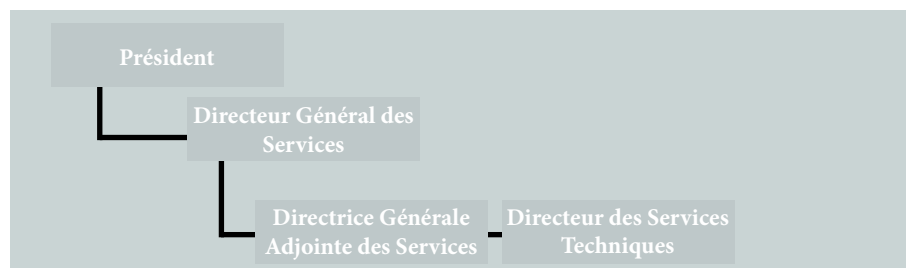 Président
Directeur Général des
Services
Directrice Générale
Adjointe des Services
Directeur des Services
Techniques